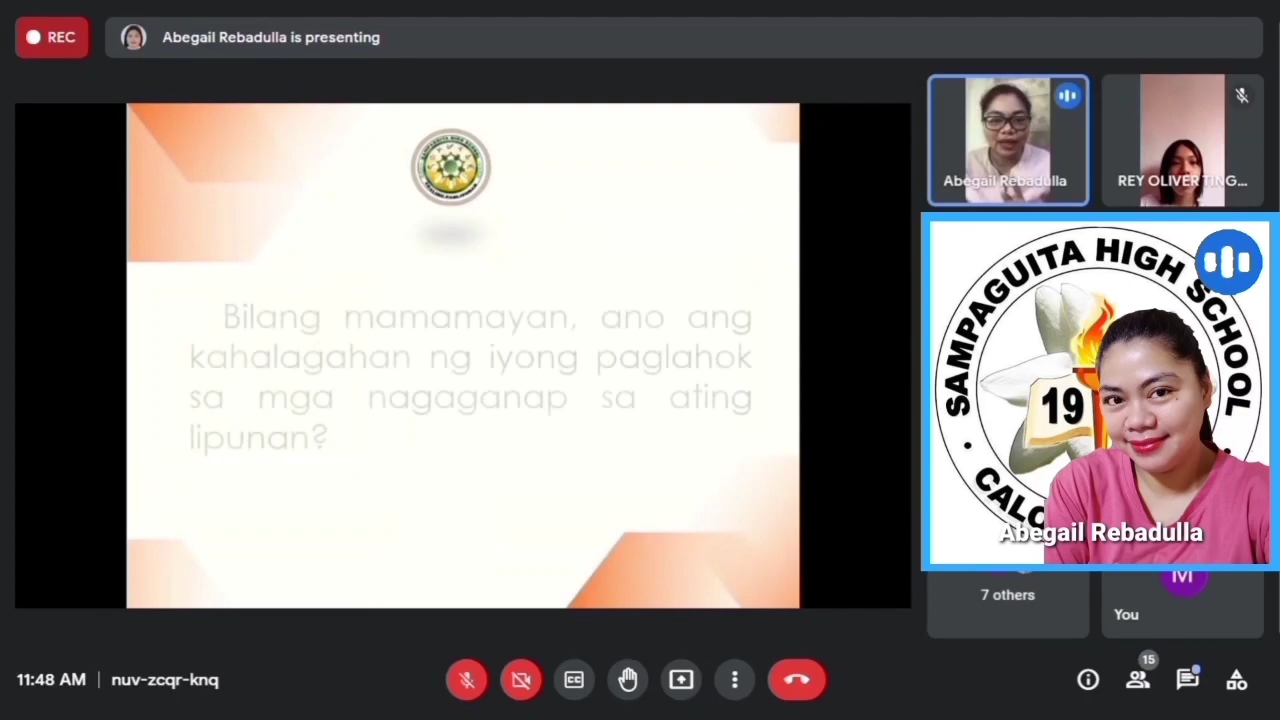 REC
Abegail Rebadulla is presenting
Bilang mamamayan, ano ang
kahalagahan ng iyong paglahok
sa mga nagaganap sa ating
lipunan?
Abegail Rebadulla
REY OLIVER TING...
SAMPAGUITA HIGH SCHOOL
19
CALO
Abegail Rebadulla
7 others
M
You
11:48 AM | nuv-zcqr-knq
CC
15